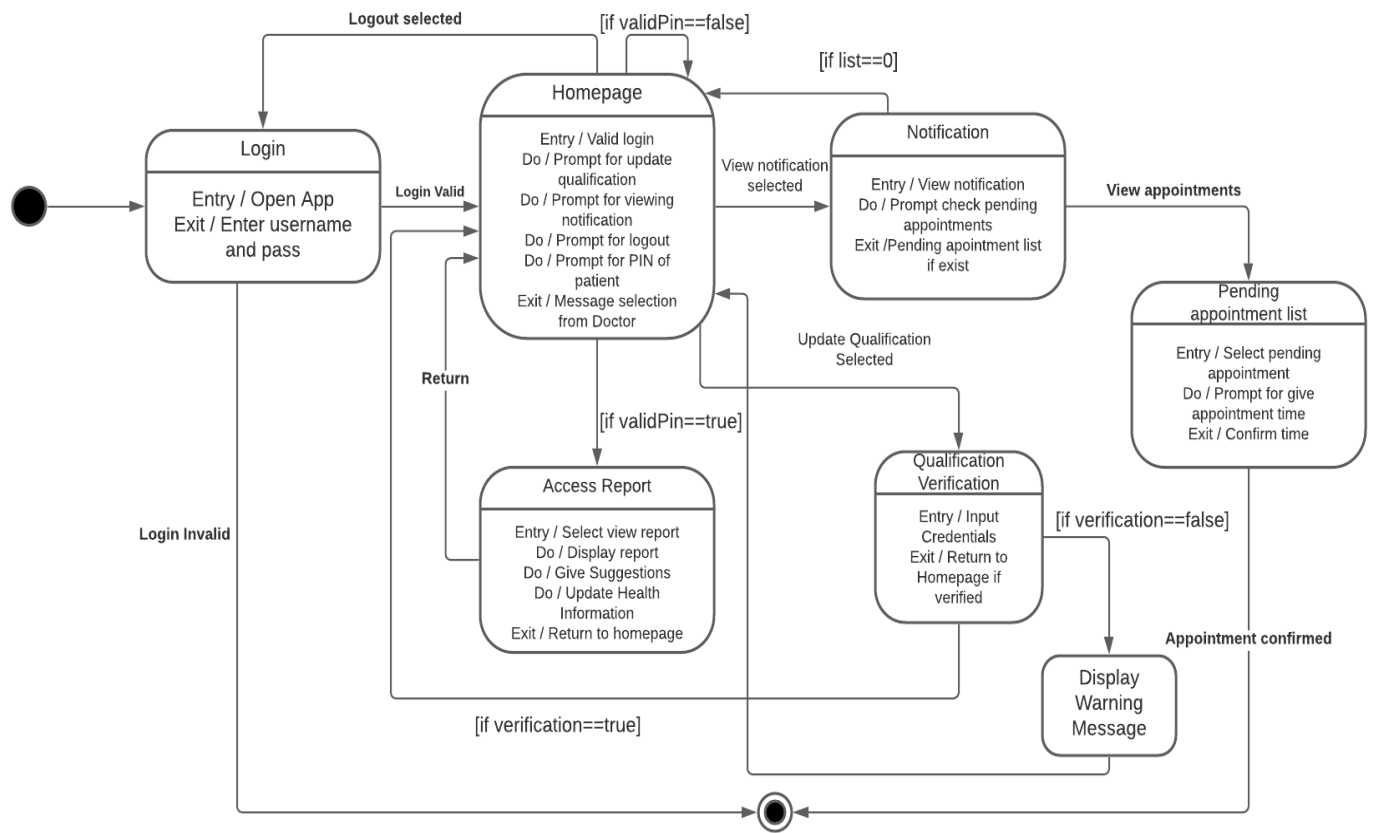 Logout selected
[if validPin==false]
[if list==0]
Login
Entry / Open App
Exit / Enter username
and pass
Login Valid
Homepage
Entry / Valid login
Do / Prompt for update
qualification
Do / Prompt for viewing
notification
Do / Prompt for logout
Do / Prompt for PIN of
patient
Exit / Message selection
from Doctor
View notification
selected
Notification
Entry / View notification
Do / Prompt check pending
appointments
Exit /Pending apointment list
if exist
View appointments
Pending
appointment list
Entry / Select pending
appointment
Do / Prompt for give
appointment time
Exit / Confirm time
Update Qualification
Selected
Return
[if validPin==true]
Access Report
Entry / Select view report
Do / Display report
Do / Give Suggestions
Do / Update Health
Information
Exit / Return to homepage
Qualification
Verification
Entry / Input
Credentials
Exit / Return to
Homepage if
verified
[if verification==false]
Login Invalid
Appointment confirmed
Display
Warning
Message
[if verification==true]